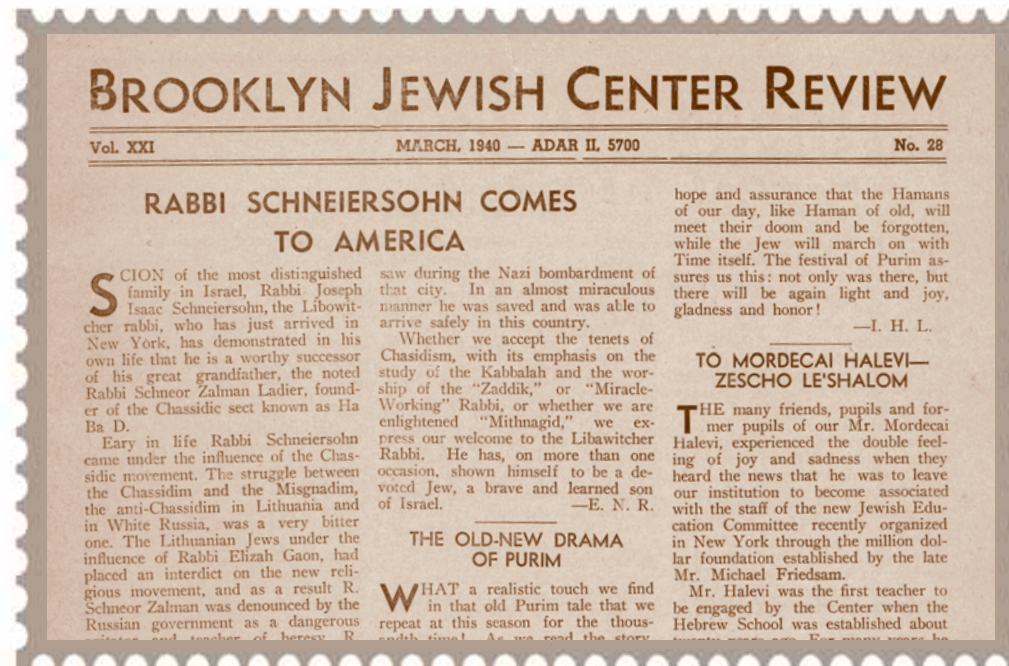 BROOKLYN JEWISH CENTER REVIEW
Vol. XXI MARCH, 1940 — ADAR II, 5700 No. 28
RABBI SCHNEIERSOHN COMES
TO AMERICA
SCION of the most distinguished
family in Israel, Rabbi Joseph
Isaac Schneiersohn, the Libowit-
cher rabbi, who has just arrived in
New York, has demonstrated in his
own life that he is a worthy successor
of his great grandfather, the noted
Rabbi Schneor Zalman Ladier, found-
er of the Chassidic sect known as Ha
Ba D.
Eary in life Rabbi Schneiersohn
came under the influence of the Chas-
sidic movement. The struggle between
the Chassidim and the Misgnadim,
the anti-Chassidim in Lithuania and
in White Russia, was a very bitter
one. The Lithuanian Jews under the
influence of Rabbi Elizah Gaon, had
placed an interdict on the new reli-
gious movement, and as a result R.
Schneor Zalman was denounced by the
Russian government as a dangerous
and teacher of heresy. R.
saw during the Nazi bombardment of
that city. In an almost miraculous
manner he was saved and was able to
arrive safely in this country.
Whether we accept the tenets of
Chasidism, with its emphasis on the
study of the Kabbalah and the wor-
ship of the "Zaddik," or "Miracle-
Working" Rabbi, or whether we are
enlightened "Mithnagid," we ex-
press our welcome to the Libawitcher
Rabbi. He has, on more than one
occasion, shown himself to be a de-
voted Jew, a brave and learned son
of Israel. —E. N. R.
THE OLD-NEW DRAMA
OF PURIM
WHAT a realistic touch we find
in that old Purim tale that we
repeat at this season for the thous-
andth time! As we read the story
hope and assurance that the Hamans
of our day, like Haman of old, will
meet their doom and be forgotten,
while the Jew will march on with
Time itself. The festival of Purim as-
sures us this: not only was there, but
there will be again light and joy,
gladness and honor!
—I. H. L.
TO MORDECAI HALEVI—
ZESCHO LE'SHALOM
THE many friends, pupils and for-
mer pupils of our Mr. Mordecai
Halevi, experienced the double feel-
ing of joy and sadness when they
heard the news that he was to leave
our institution to become associated
with the staff of the new Jewish Edu-
cation Committee recently organized
in New York through the million dol-
lar foundation established by the late
Mr. Michael Friedsam.
Mr. Halevi was the first teacher to
be engaged by the Center when the
Hebrew School was established about
twenty years ago. For many years he